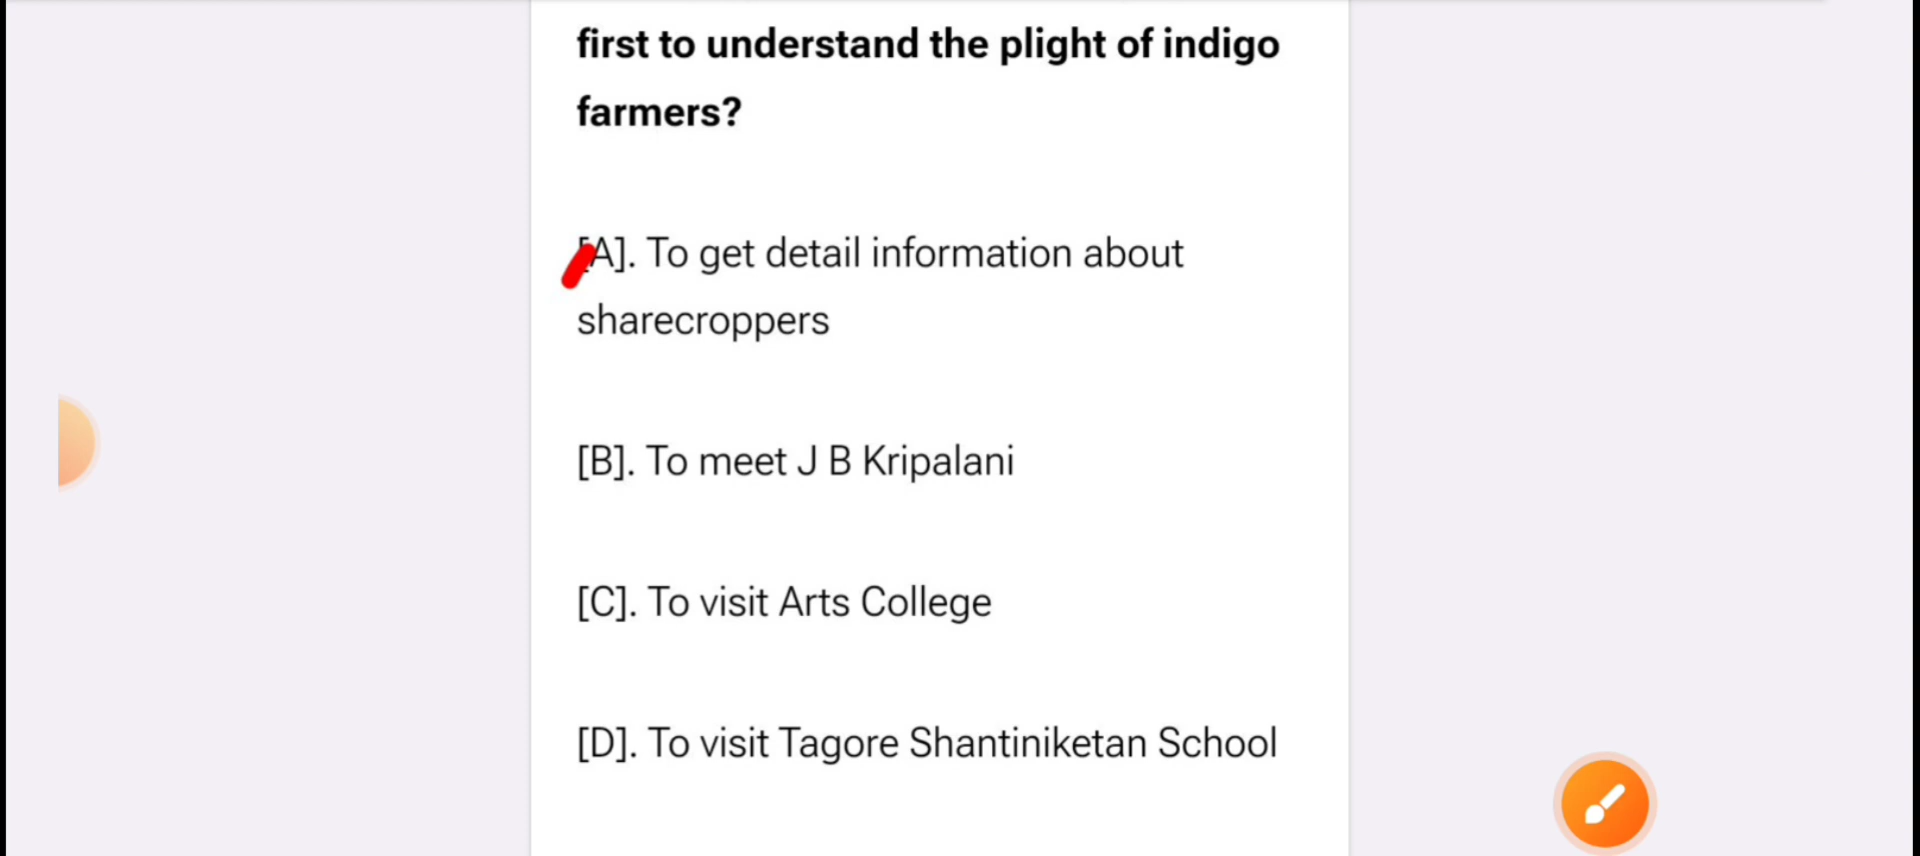 first to understand the plight of indigo
farmers?
[A]. To get detail information about
sharecroppers
[B]. To meet J B Kripalani
[C]. To visit Arts College
[D]. To visit Tagore Shantiniketan School